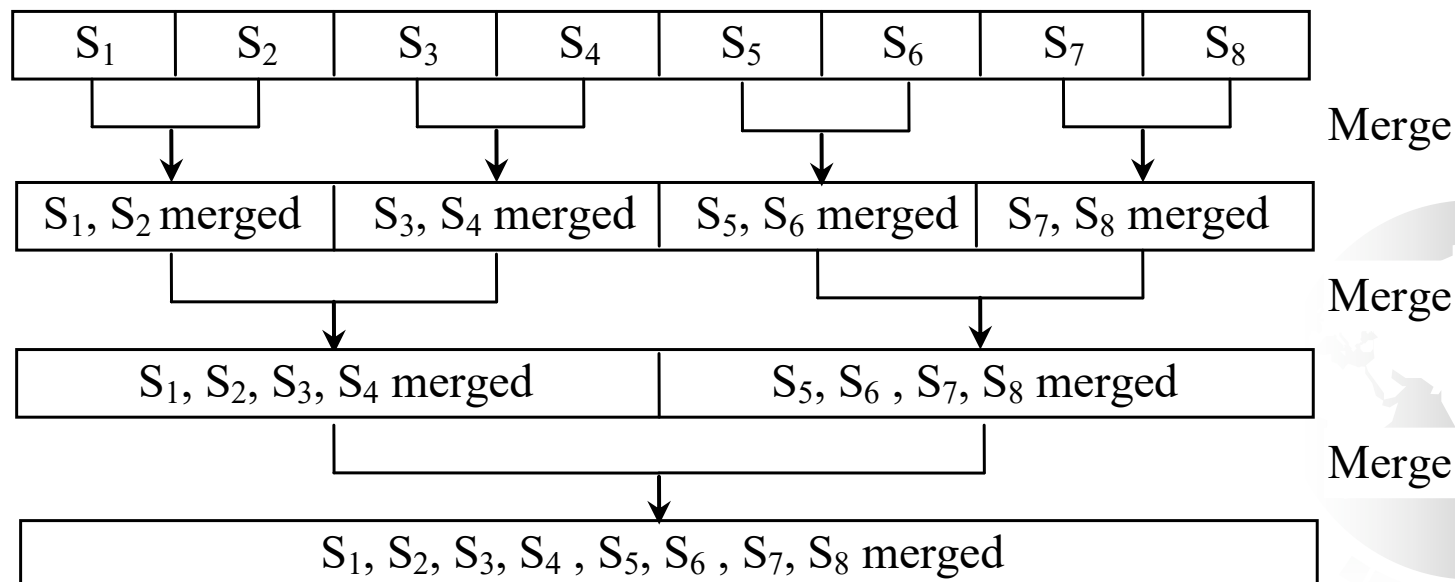 S₁ S₂ S₃ S₄ S₅ S₆ S₇ S₈
Merge
S₁, S₂ merged S₃, S₄ merged S₅, S₆ merged S₇, S₈ merged
Merge
S₁, S₂, S₃, S₄ merged S₅, S₆ , S₇, S₈ merged
Merge
S₁, S₂, S₃, S₄ , S₅, S₆ , S₇, S₈ merged